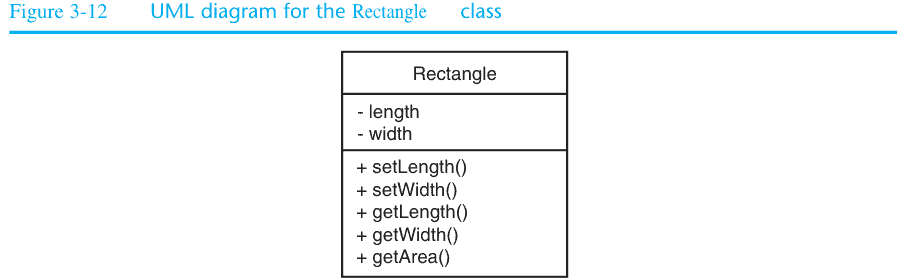 Figure 3-12 UML diagram for the Rectangle class
Rectangle
- length
- width
+ setLength()
+ setWidth()
+ getLength()
+ getWidth()
+ getArea()